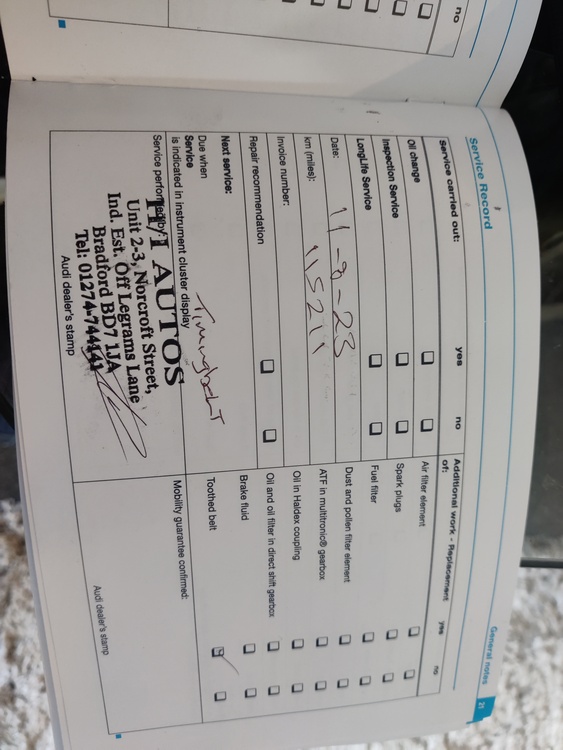 no
Service Record
General notes
21
Service carried out:
yes
no
Additional work - Replacement of:
yes
no
Oil change
Inspection Service
LongLife Service
Date:
11-8-23
km (miles):
115211
Invoice number:
Repair recommendation
Next service:
Timingbelt
Due when
Service
is indicated in instrument cluster display
Service performed by:
H/I AUTOS
Unit 2-3, Norcroft Street,
Ind. Est. Off Legrams Lane
Bradford BD7 1JA
Tel: 01274-744141
Audi dealer's stamp
Air filter element
Spark plugs
Fuel filter
Dust and pollen filter element
ATF in multitronic® gearbox
Oil in Haldex coupling
Oil and oil filter in direct shift gearbox
Brake fluid
Toothed belt
Mobility guarantee confirmed:
Audi dealer's stamp